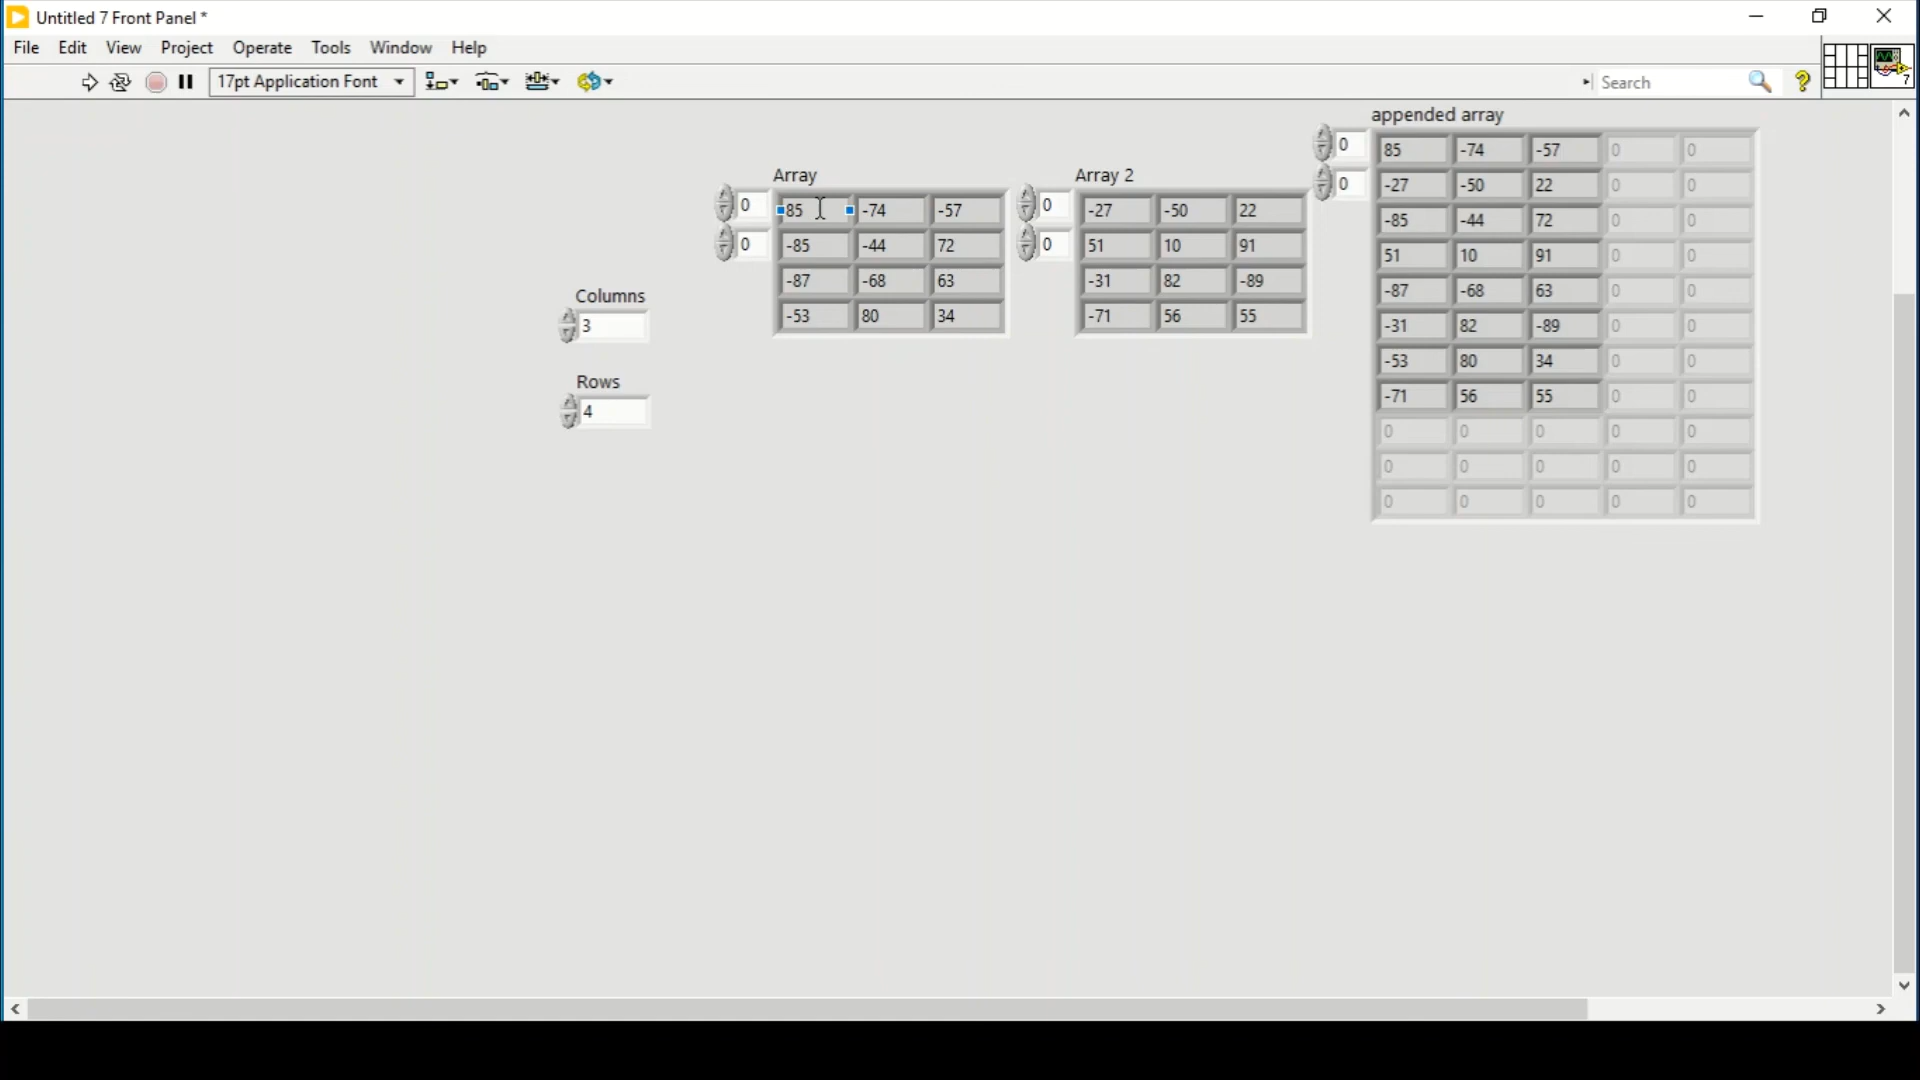 Untitled 7 Front Panel *
File Edit View Project Operate Tools Window Help
17pt Application Font
Search
?
7
Columns
3
Rows
4
Array
0
0
85 -74 -57
-85 -44 72
-87 -68 63
-53 80 34
Array 2
0
0
-27 -50 22
51 10 91
-31 82 -89
-71 56 55
appended array
0
0
85 -74 -57 0 0
-27 -50 22 0 0
-85 -44 72 0 0
51 10 91 0 0
-87 -68 63 0 0
-31 82 -89 0 0
-53 80 34 0 0
-71 56 55 0 0
0 0 0 0 0
0 0 0 0 0
0 0 0 0 0